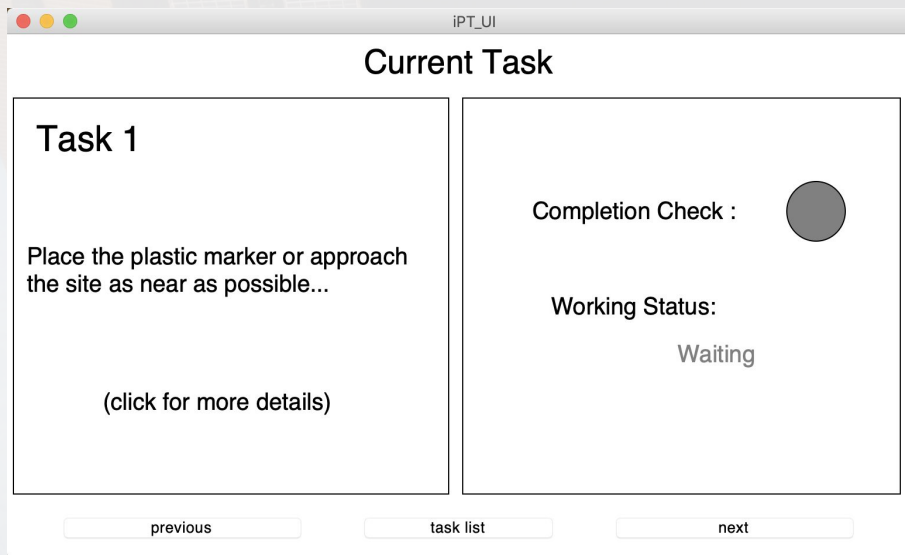 iPT_UI
Current Task
Task 1
Place the plastic marker or approach
the site as near as possible...
(click for more details)
Completion Check :
Working Status:
Waiting
previous
task list
next